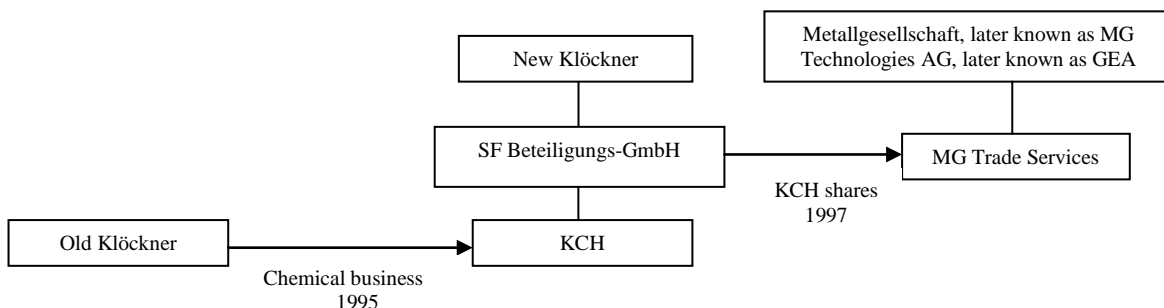 Metallgesellschaft, later known as MG
Technologies AG, later known as GEA
New Klöckner
SF Beteiligungs-GmbH
MG Trade Services
KCH shares
1997
Old Klöckner
KCH
Chemical business
1995